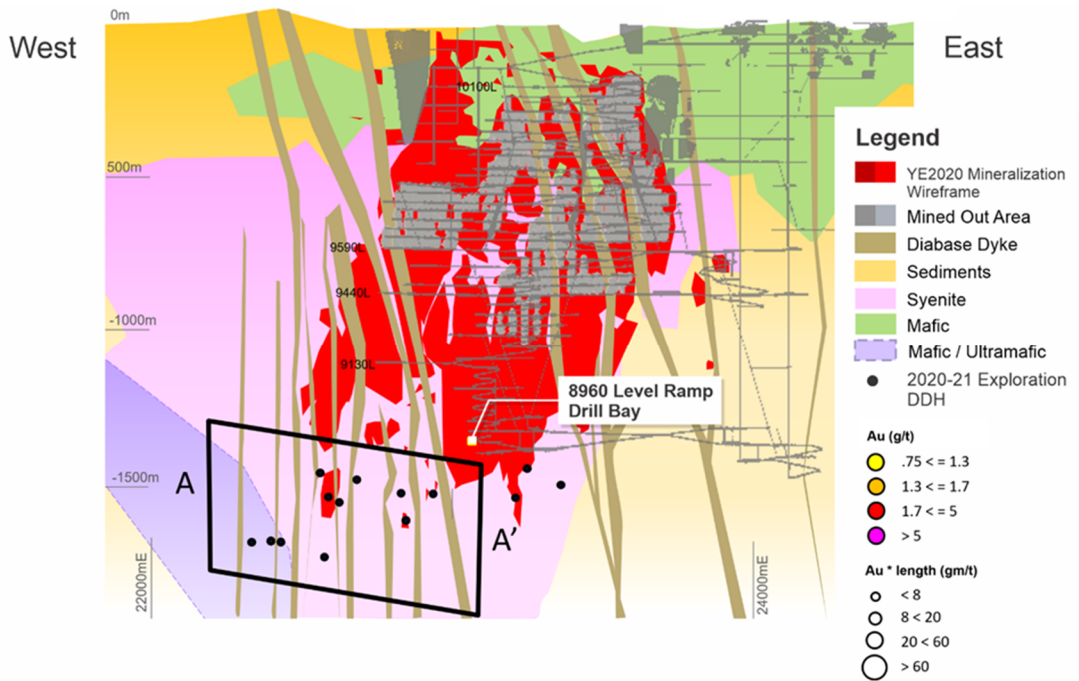 0m
West
East
10100L
Legend
500m
YE2020 Mineralization
Wireframe
Mined Out Area
Diabase Dyke
9590L
Sediments
9440L
Syenite
-1000m
Mafic
Mafic / Ultramafic
9130L
2020-21 Exploration
DDH
8960 Level Ramp
Drill Bay
Au (g/t)
.75 <= 1.3
-1500m
A
1.3 <= 1.7
1.7 <= 5
> 5
A’
22000mE
24000mE
Au * length (gm/t)
< 8
8 < 20
20 < 60
> 60